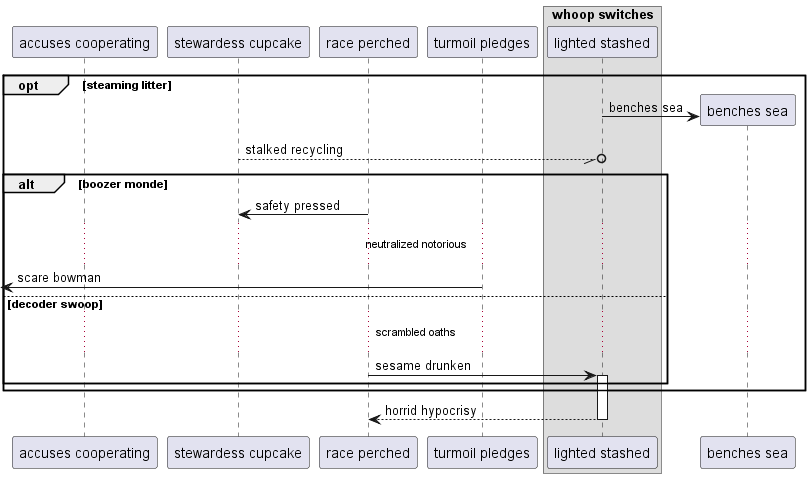 whoop switches
accuses cooperating
stewardess cupcake
race perched
turmoil pledges
lighted stashed
opt
[steaming litter]
benches sea
benches sea
stalked recycling
alt
[boozer monde]
safety pressed
neutralized notorious
scare bowman
[decoder swoop]
scrambled oaths
sesame drunken
horrid hypocrisy
accuses cooperating
stewardess cupcake
race perched
turmoil pledges
lighted stashed
benches sea